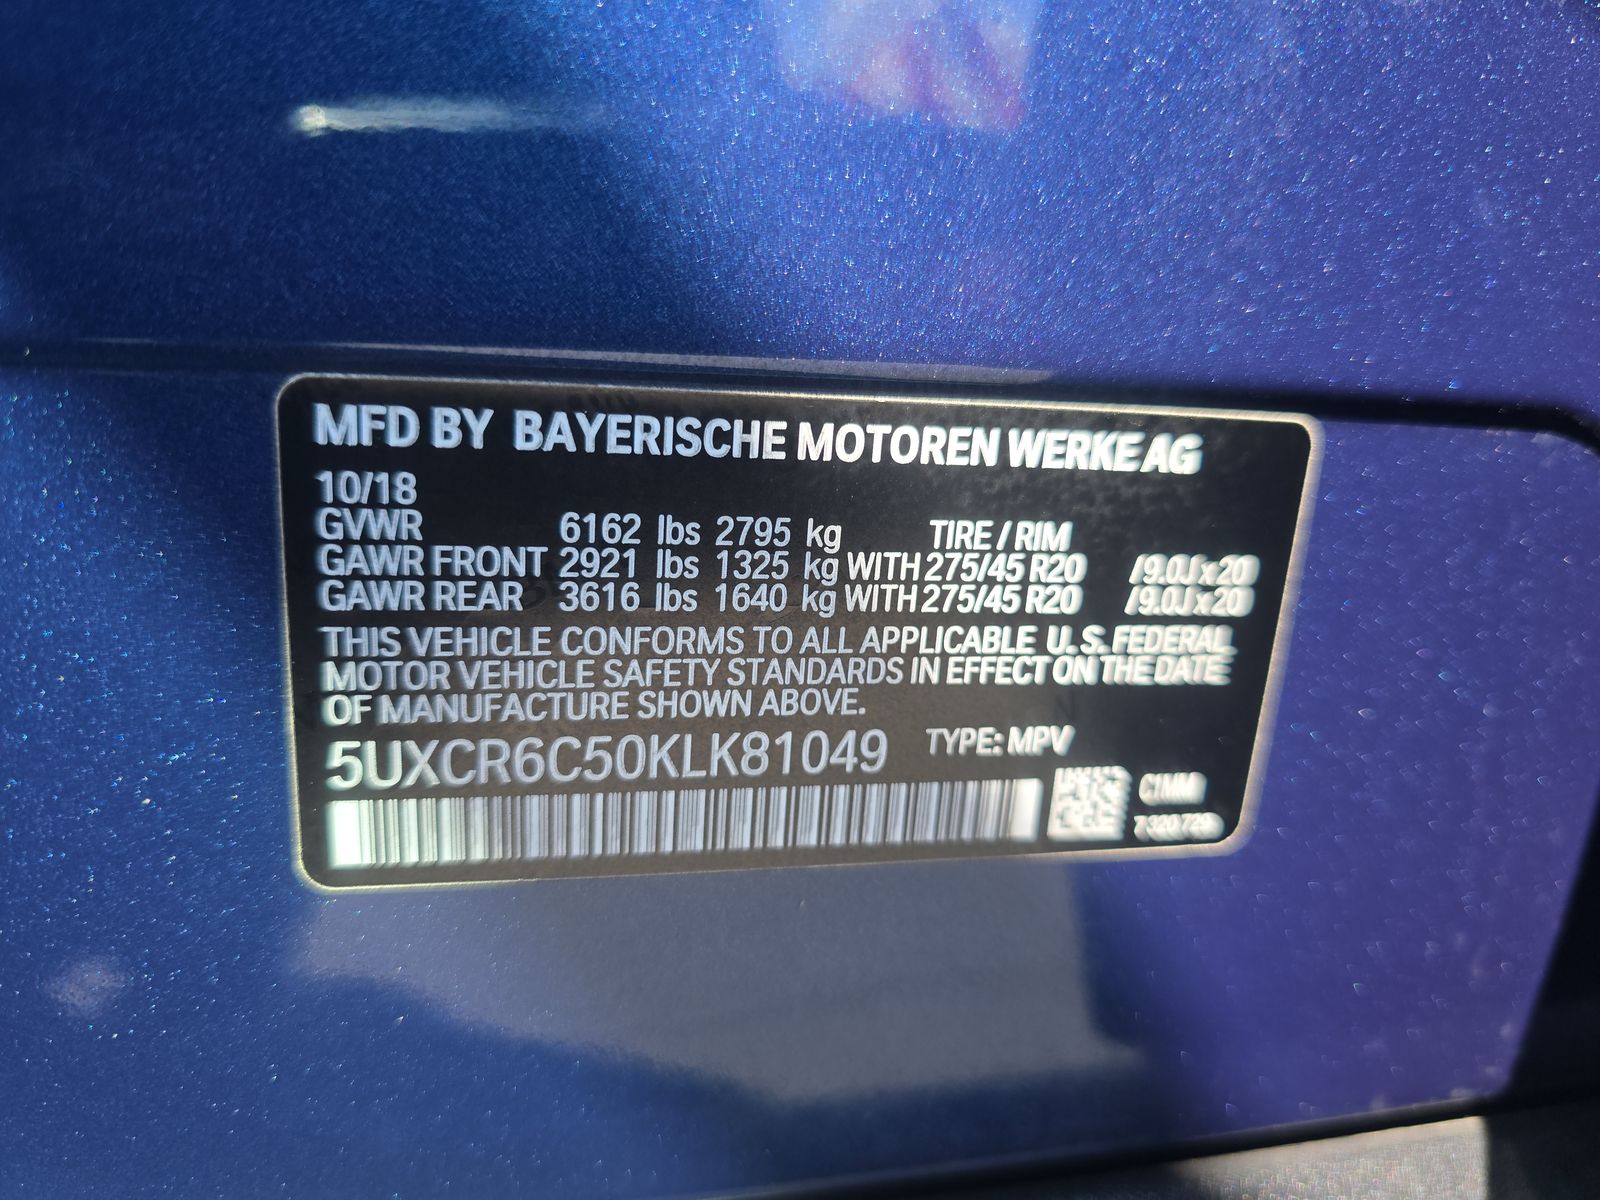 MFD BY BAYERISCHE MOTOREN WERKE AG
10/18
GVWR 6162 lbs 2795 kg TIRE / RIM
GAWR FRONT 2921 lbs 1325 kg WITH 275/45 R20 /9.0J x 20
GAWR REAR 3616 lbs 1640 kg WITH 275/45 R20 /9.0J x 20
THIS VEHICLE CONFORMS TO ALL APPLICABLE U.S. FEDERAL
MOTOR VEHICLE SAFETY STANDARDS IN EFFECT ON THE DATE
OF MANUFACTURE SHOWN ABOVE.
5UXCR6C50KLK81049 TYPE: MPV
C1MM
7 320 729